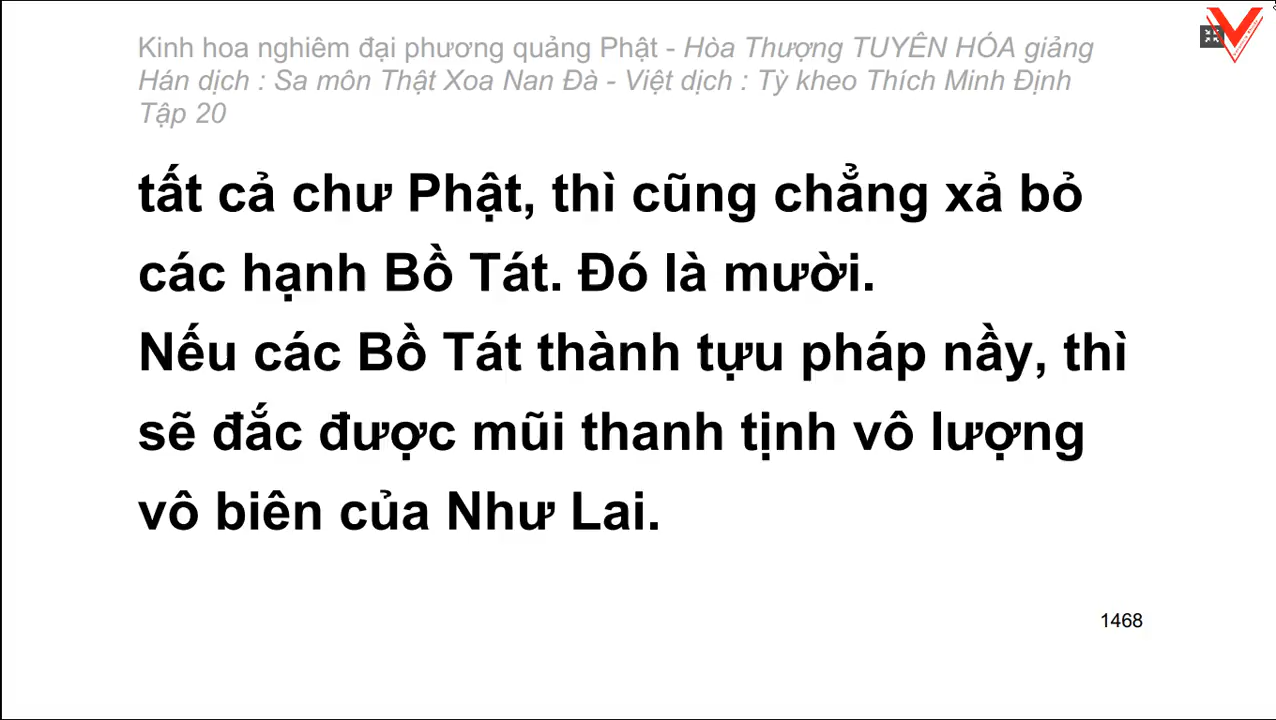 Kinh hoa nghiêm đại phương quảng Phật - Hòa Thượng TUYÊN HÓA giảng
Hán dịch : Sa môn Thật Xoa Nan Đà - Việt dịch : Tỳ kheo Thích Minh Định
Tập 20
tất cả chư Phật, thì cũng chẳng xả bỏ
các hạnh Bồ Tát. Đó là mười.
Nếu các Bồ Tát thành tựu pháp nầy, thì
sẽ đắc được mũi thanh tịnh vô lượng
vô biên của Như Lai.
1468